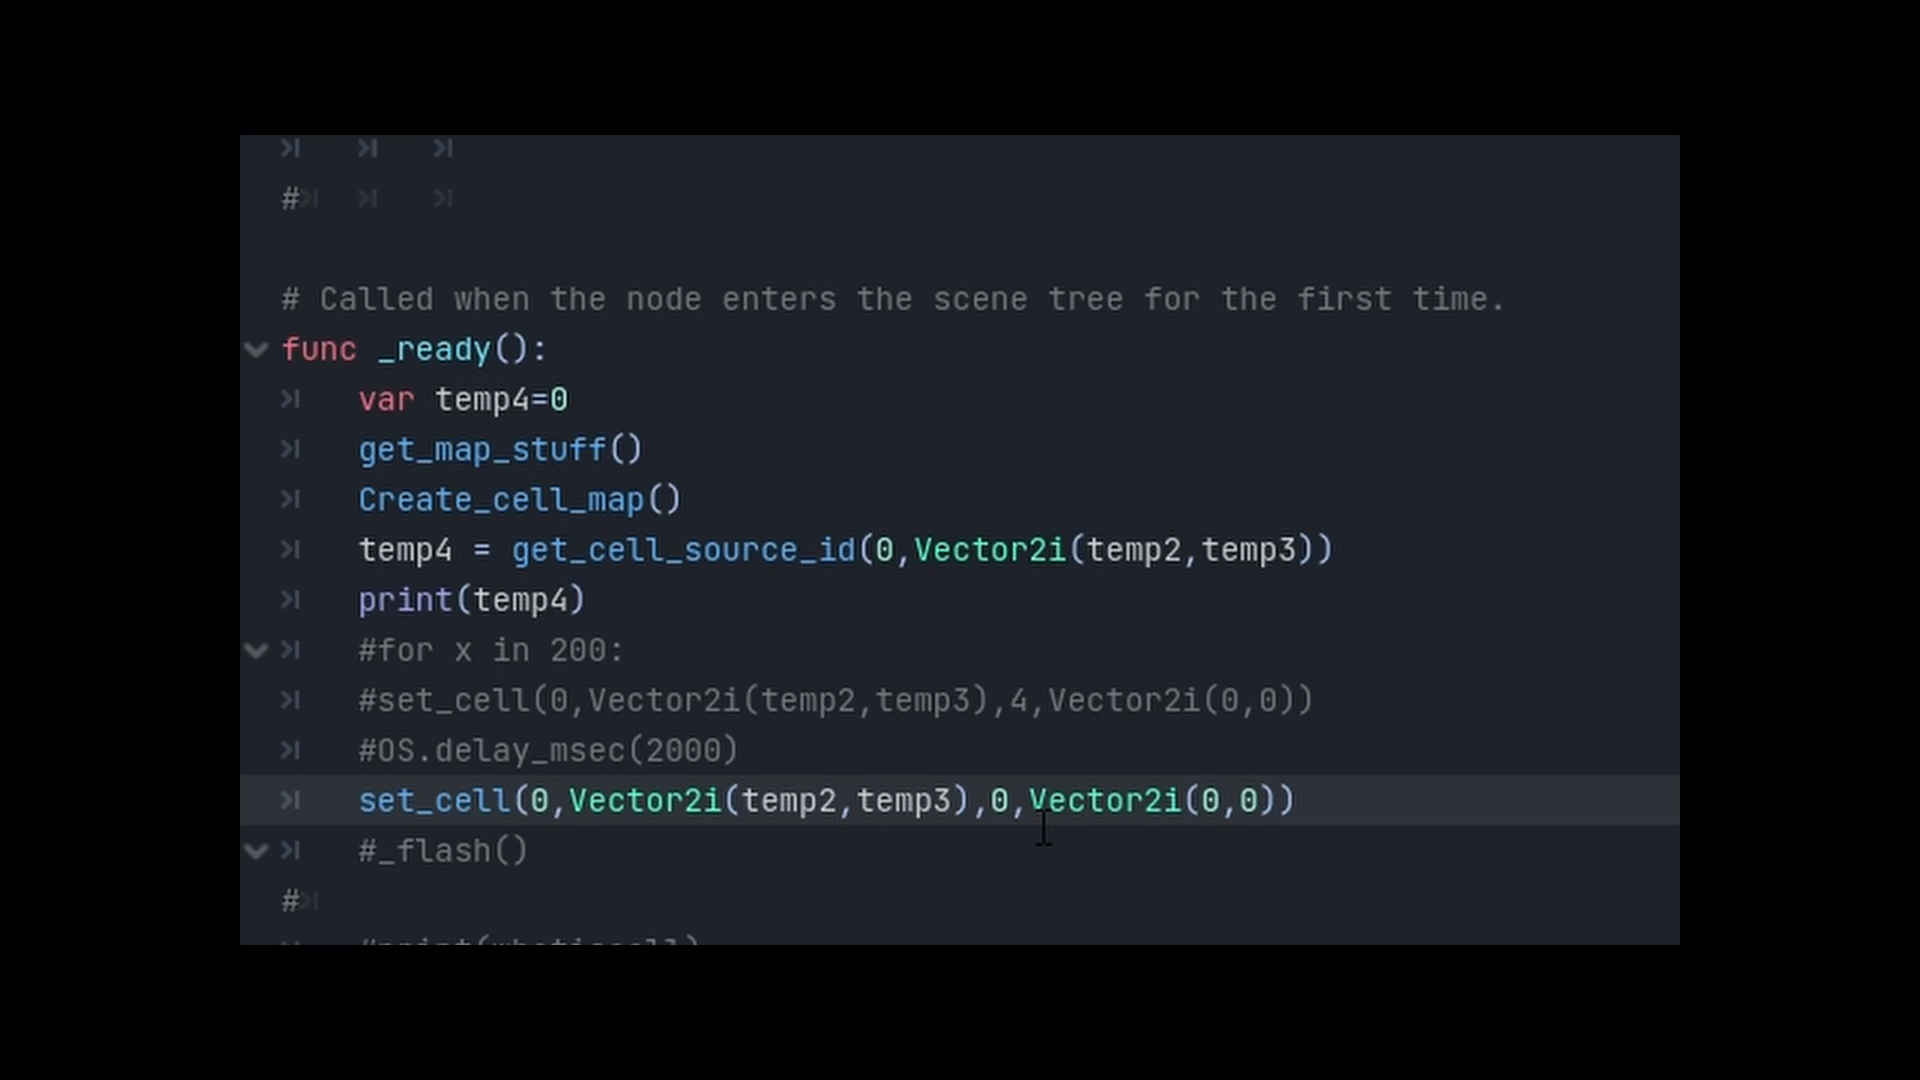 #
# Called when the node enters the scene tree for the first time.
func _ready():
var temp4=0
get_map_stuff()
Create_cell_map()
temp4 = get_cell_source_id(0,Vector2i(temp2,temp3))
print(temp4)
#for x in 200:
#set_cell(0,Vector2i(temp2,temp3),4,Vector2i(0,0))
#OS.delay_msec(2000)
set_cell(0,Vector2i(temp2,temp3),0,Vector2i(0,0))
#_flash()
#